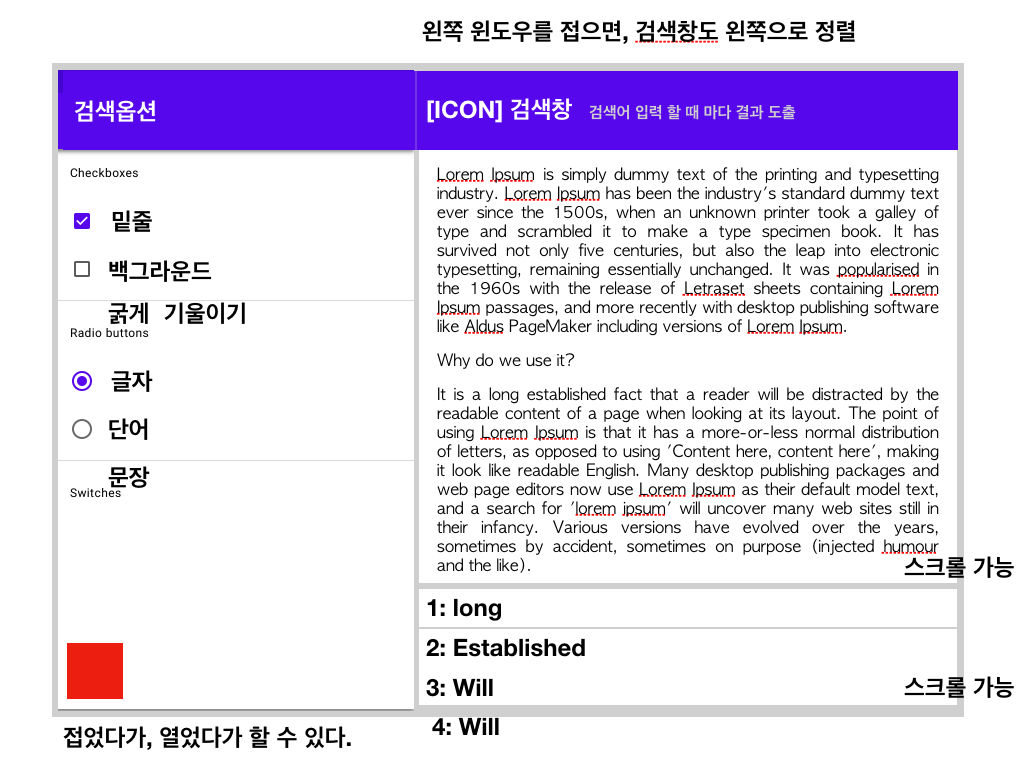 왼쪽 윈도우를 접으면, 검색창도 왼쪽으로 정렬
검색옵션
[ICON] 검색창 검색어 입력 할 때 마다 결과 도출
Checkboxes
밑줄
백그라운드
굵게 기울이기
Radio buttons
글자
단어
문장
Switches
Lorem Ipsum is simply dummy text of the printing and typesetting
industry. Lorem Ipsum has been the industry's standard dummy text
ever since the 1500s, when an unknown printer took a galley of
type and scrambled it to make a type specimen book. It has
survived not only five centuries, but also the leap into electronic
typesetting, remaining essentially unchanged. It was popularised in
the 1960s with the release of Letraset sheets containing Lorem
Ipsum passages, and more recently with desktop publishing software
like Aldus PageMaker including versions of Lorem Ipsum.
Why do we use it?
It is a long established fact that a reader will be distracted by the
readable content of a page when looking at its layout. The point of
using Lorem Ipsum is that it has a more-or-less normal distribution
of letters, as opposed to using 'Content here, content here', making
it look like readable English. Many desktop publishing packages and
web page editors now use Lorem Ipsum as their default model text,
and a search for 'lorem ipsum' will uncover many web sites still in
their infancy. Various versions have evolved over the years,
sometimes by accident, sometimes on purpose (injected humour
and the like).
스크롤 가능
1: long
2: Established
3: Will
스크롤 가능
4: Will
접었다가, 열었다가 할 수 있다.